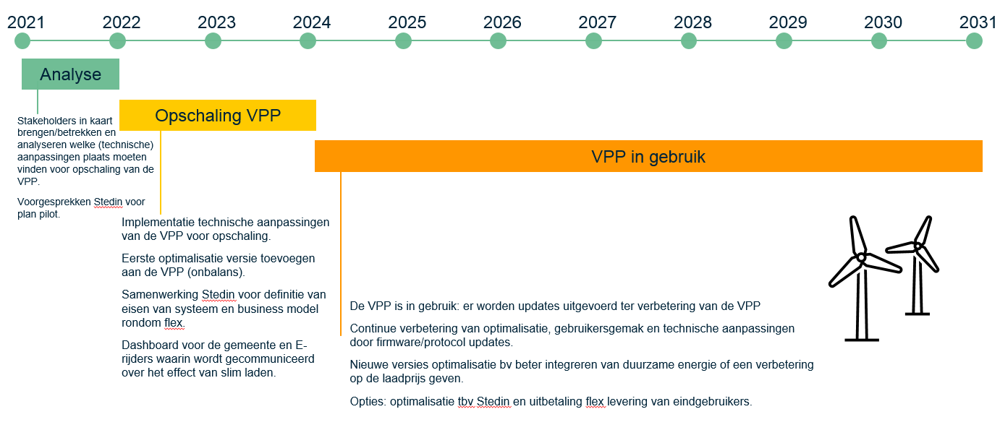 2021 2022 2023 2024 2025 2026 2027 2028 2029 2030 2031
Analyse
Opschaling VPP
VPP in gebruik
Stakeholders in kaart
brengen/betrekken en
analyseren welke (technische)
aanpassingen plaats moeten
vinden voor opschaling van de
VPP.
Voorgesprekken Stedin voor
plan pilot.
Implementatie technische aanpassingen
van de VPP voor opschaling.
Eerste optimalisatie versie toevoegen
aan de VPP (onbalans).
Samenwerking Stedin voor definitie van
eisen van systeem en business model
rondom flex.
Dashboard voor de gemeente en E-
rijders waarin wordt gecommuniceerd
over het effect van slim laden.
De VPP is in gebruik: er worden updates uitgevoerd ter verbetering van de VPP
Continue verbetering van optimalisatie, gebruikersgemak en technische aanpassingen
door firmware/protocol updates.
Nieuwe versies optimalisatie bv beter integreren van duurzame energie of een verbetering
op de laadprijs geven.
Opties: optimalisatie tbv Stedin en uitbetaling flex levering van eindgebruikers.